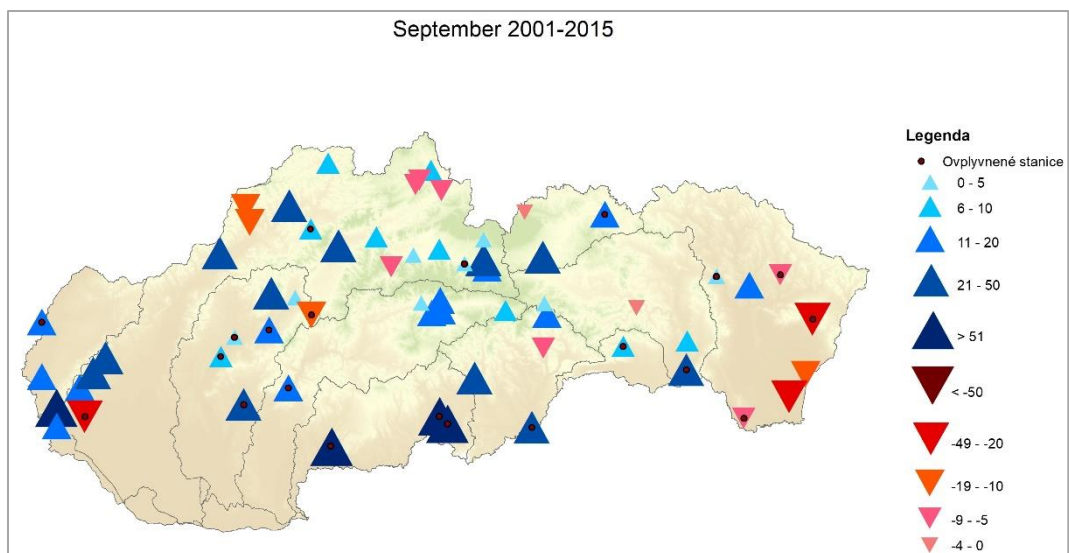 September 2001-2015
Legenda
Ovplyvnené stanice
0 - 5
6 - 10
11 - 20
21 - 50
> 51
< -50
-49 - -20
-19 - -10
-9 - -5
-4 - 0